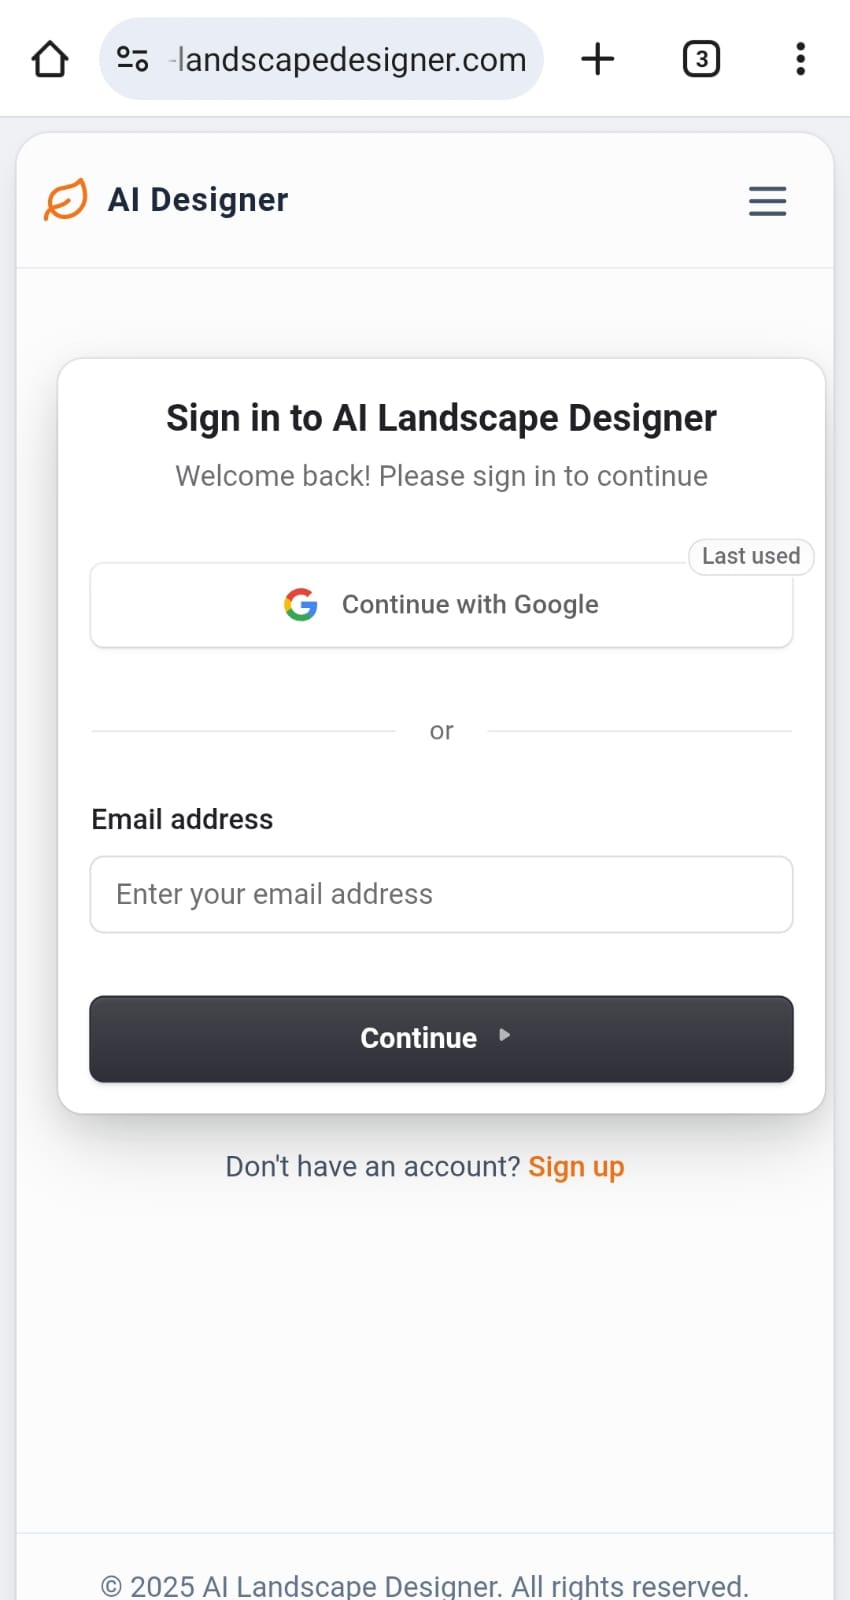 -landscapedesigner.com
3
AI Designer
Sign in to AI Landscape Designer
Welcome back! Please sign in to continue
Last used
Continue with Google
or
Email address
Enter your email address
Continue
Don't have an account? Sign up
© 2025 AI Landscape Designer. All rights reserved.